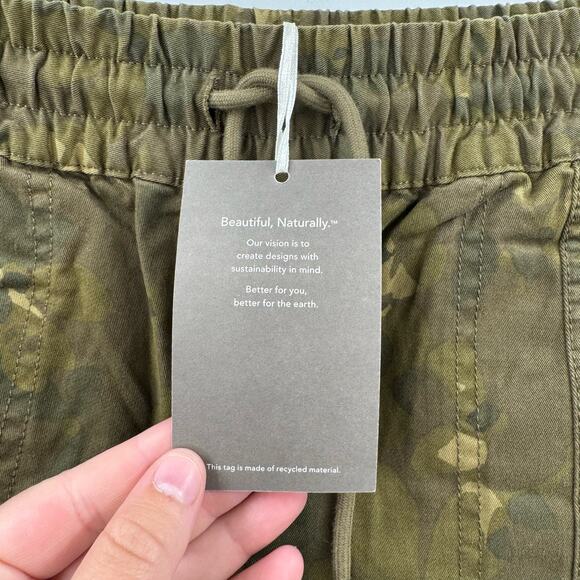 Beautiful, Naturally.™
Our vision is to
create designs with
sustainability in mind.
Better for you,
better for the earth.
This tag is made of recycled material.